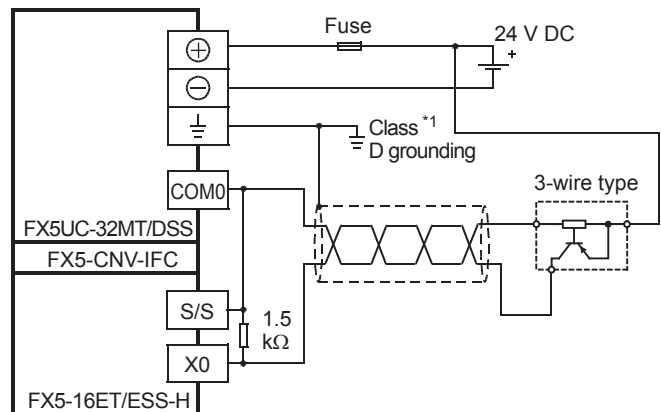 Fuse
24 V DC
+
Class *1
D grounding
COM0
3-wire type
FX5UC-32MT/DSS
FX5-CNV-IFC
S/S
1.5
kΩ
X0
FX5-16ET/ESS-H